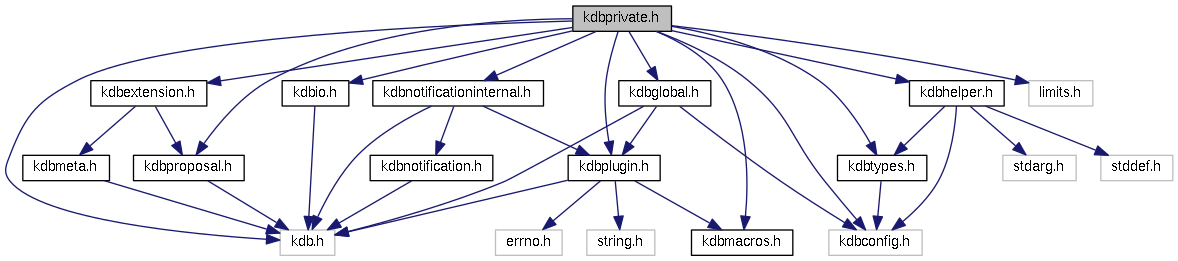 kdbprivate.h
kdbextension.h
kdbio.h
kdbnotificationinternal.h
kdbglobal.h
kdbhelper.h
limits.h
kdbmeta.h
kdbproposal.h
kdbnotification.h
kdbplugin.h
kdbtypes.h
stdarg.h
stddef.h
kdb.h
errno.h
string.h
kdbmacros.h
kdbconfig.h